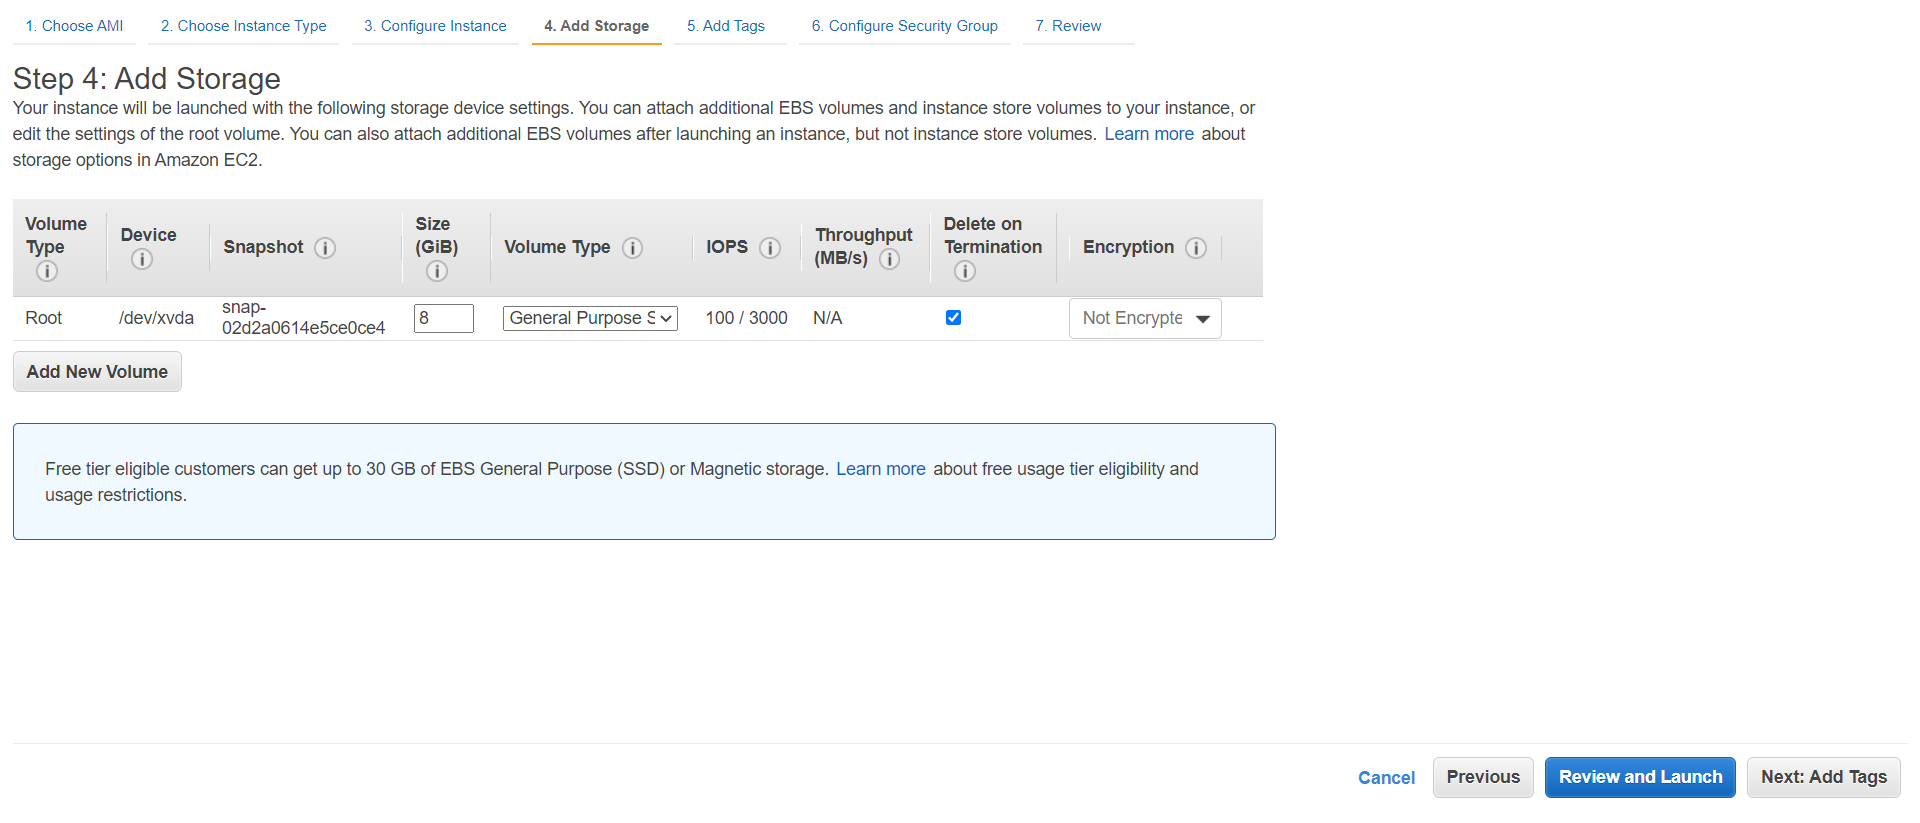 1. Choose AMI 2. Choose Instance Type 3. Configure Instance 4. Add Storage 5. Add Tags 6. Configure Security Group 7. Review
Step 4: Add Storage
Your instance will be launched with the following storage device settings. You can attach additional EBS volumes and instance store volumes to your instance, or
edit the settings of the root volume. You can also attach additional EBS volumes after launching an instance, but not instance store volumes. Learn more about
storage options in Amazon EC2.
Volume Type Device Snapshot Size (GiB) Volume Type IOPS Throughput (MB/s) Delete on Termination Encryption
Root /dev/xvda snap-02d2a0614e5ce0ce4 8 General Purpose S 100 / 3000 N/A Not Encrypte
Add New Volume
Free tier eligible customers can get up to 30 GB of EBS General Purpose (SSD) or Magnetic storage. Learn more about free usage tier eligibility and
usage restrictions.
Cancel Previous Review and Launch Next: Add Tags